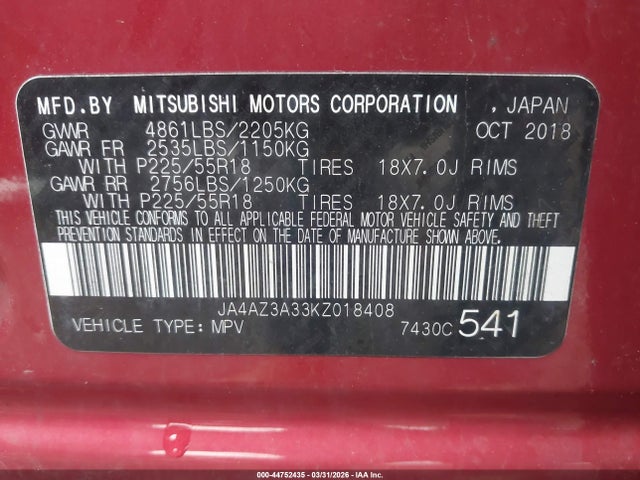 MFD.BY MITSUBISHI MOTORS CORPORATION , JAPAN
GVWR 4861LBS/2205KG OCT 2018
GAWR FR 2535LBS/1150KG
WITH P225/55R18 TIRES 18X7.0J RIMS
GAWR RR 2756LBS/1250KG
WITH P225/55R18 TIRES 18X7.0J RIMS
THIS VEHICLE CONFORMS TO ALL APPLICABLE FEDERAL MOTOR VEHICLE SAFETY AND THEFT
PREVENTION STANDARDS IN EFFECT ON THE DATE OF MANUFACTURE SHOWN ABOVE.
JA4AZ3A33KZ018408
VEHICLE TYPE: MPV 7430C 541
000-44752435 | 03/31/2026 | IAA Inc.